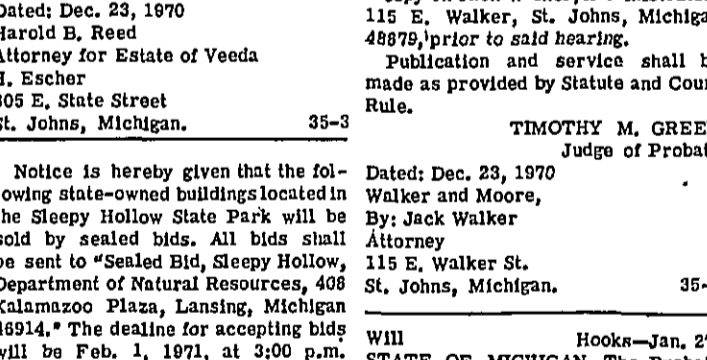 Dated: Dec. 23, 1970
Harold B. Reed
Attorney for Estate of Veeda
H. Escher
305 E. State Street
St. Johns, Michigan. 35-3
Notice is hereby given that the fol-
lowing state-owned buildings located in
the Sleepy Hollow State Park will be
sold by sealed bids. All bids shall
be sent to "Sealed Bid, Sleepy Hollow,
Department of Natural Resources, 408
Kalamazoo Plaza, Lansing, Michigan
48914." The dealine for accepting bids
will be Feb. 1, 1971, at 3:00 p.m.
115 E. Walker, St. Johns, Michiga
48879, prior to said hearing.
Publication and service shall b
made as provided by Statute and Cour
Rule.
TIMOTHY M. GREE
Judge of Probat
Dated: Dec. 23, 1970
Walker and Moore,
By: Jack Walker
Attorney
115 E. Walker St.
St. Johns, Michigan. 35-
Will Hooks—Jan. 2
STATE OF MICHIGAN, The Probat